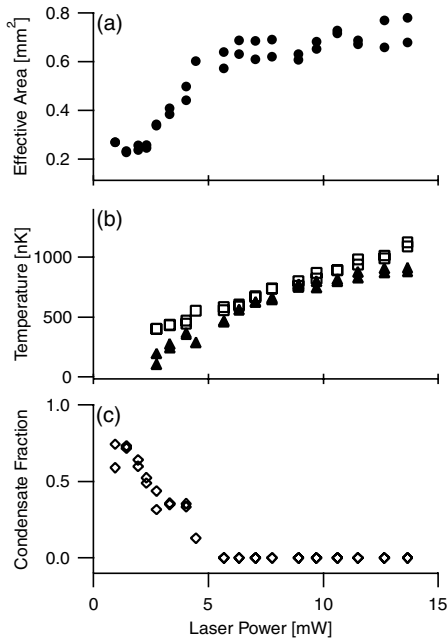 (a)
Effective Area [mm²]
0.8
0.6
0.4
0.2
(b)
Temperature [nK]
1000
500
0
(c)
Condensate Fraction
1.0
0.5
0.0
0
5
10
15
Laser Power [mW]